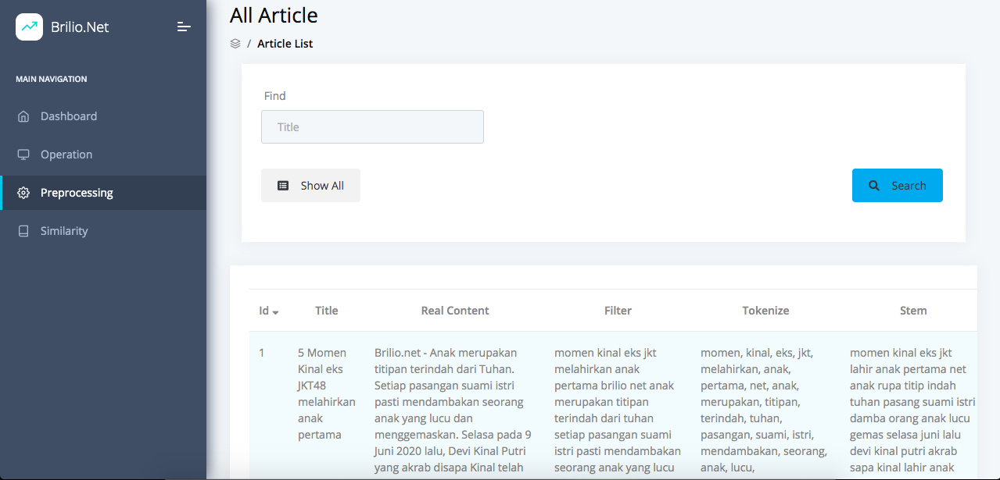 Brilio.Net
MAIN NAVIGATION
Dashboard
Operation
Preprocessing
Similarity
All Article
/ Article List
Find
Title
Show All
Search
Id
Title
Real Content
Filter
Tokenize
Stem
1
5 Momen
Kinal eks
JKT48
melahirkan
anak
pertama
Brilio.net - Anak merupakan
titipan terindah dari Tuhan.
Setiap pasangan suami istri
pasti mendambakan seorang
anak yang lucu dan
menggemaskan. Selasa pada 9
Juni 2020 lalu, Devi Kinal Putri
yang akrab disapa Kinal telah
momen kinal eks jkt
melahirkan anak
pertama brilio net anak
merupakan titipan
terindah dari tuhan
setiap pasangan suami
istri pasti mendambakan
seorang anak yang lucu
momen, kinal, eks, jkt,
melahirkan, anak,
pertama, net, anak,
merupakan, titipan,
terindah, tuhan,
pasangan, suami, istri,
mendambakan, seorang,
anak, lucu,
momen kinal eks jkt
lahir anak pertama net
anak rupa titip indah
tuhan pasang suami istri
damba orang anak lucu
gemas selasa juni lalu
devi kinal putri akrab
sapa kinal lahir anak